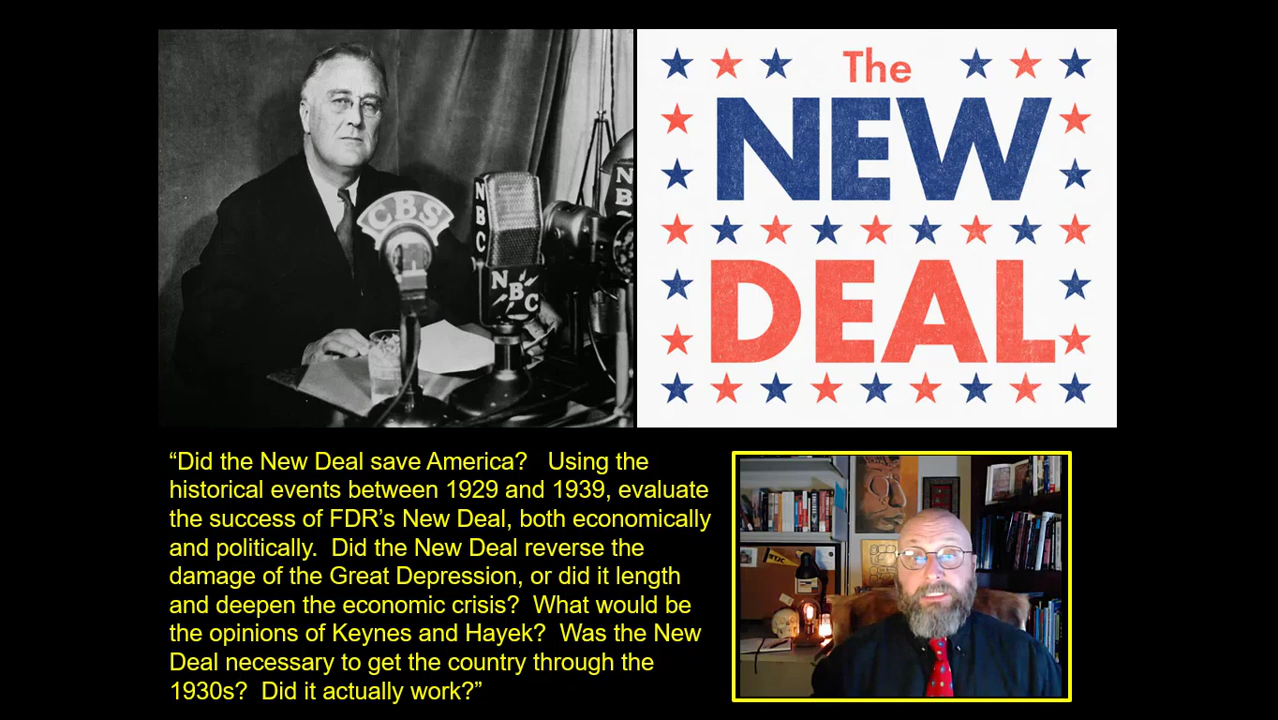 CBS
NBC
NBC
NB
The
NEW
DEAL
“Did the New Deal save America?   Using the
historical events between 1929 and 1939, evaluate
the success of FDR’s New Deal, both economically
and politically.  Did the New Deal reverse the
damage of the Great Depression, or did it length
and deepen the economic crisis?  What would be
the opinions of Keynes and Hayek?  Was the New
Deal necessary to get the country through the
1930s?  Did it actually work?”